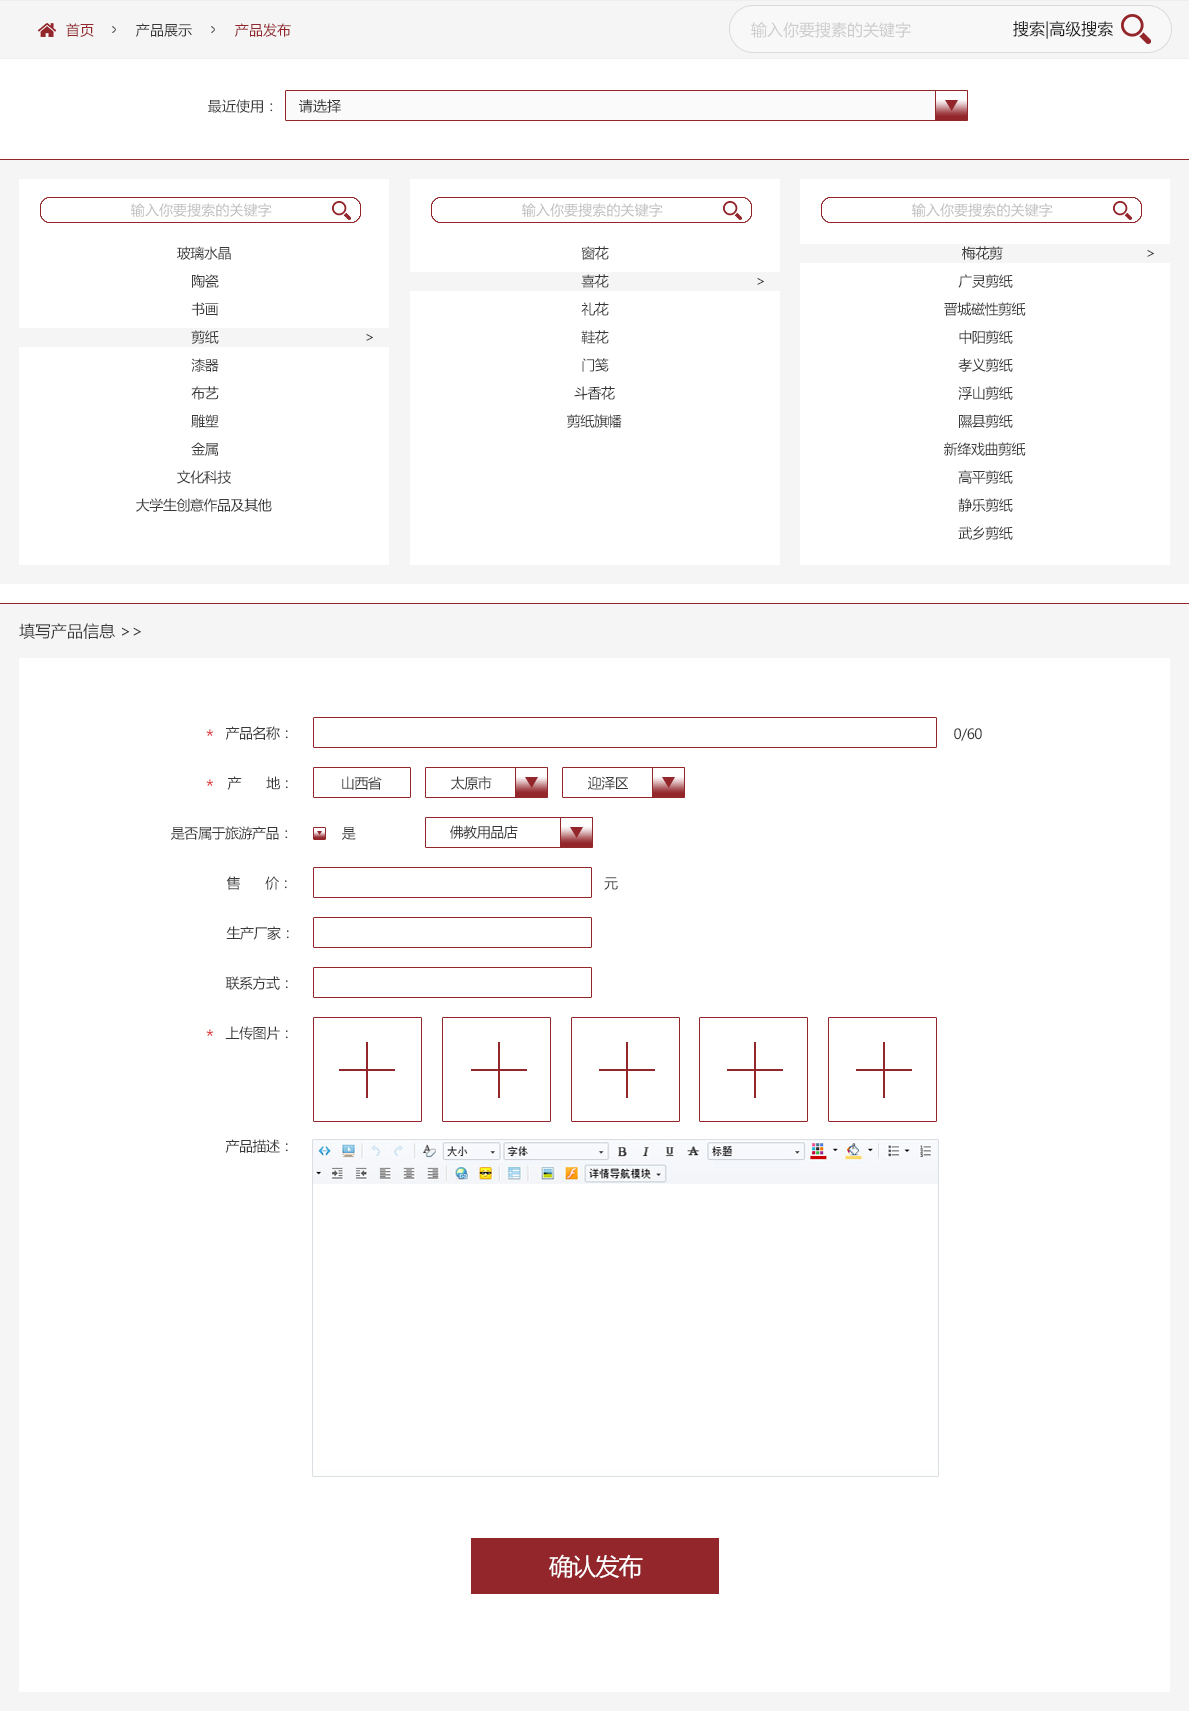 首页 > 产品展示 > 产品发布
输入你要搜素的关键字
搜索|高级搜索
最近使用：
请选择
输入你要搜索的关键字
玻璃水晶
陶瓷
书画
剪纸 >
漆器
布艺
雕塑
金属
文化科技
大学生创意作品及其他
输入你要搜索的关键字
窗花
喜花 >
礼花
鞋花
门笺
斗香花
剪纸旗幡
输入你要搜索的关键字
梅花剪 >
广灵剪纸
晋城磁性剪纸
中阳剪纸
孝义剪纸
浮山剪纸
隰县剪纸
新绛戏曲剪纸
高平剪纸
静乐剪纸
武乡剪纸
填写产品信息 >>
* 产品名称： 0/60
* 产 地： 山西省 太原市 迎泽区
是否属于旅游产品： 是 佛教用品店
售 价： 元
生产厂家：
联系方式：
* 上传图片：
产品描述：
大小 字体 B I U A 标题
详情导航模块
确认发布